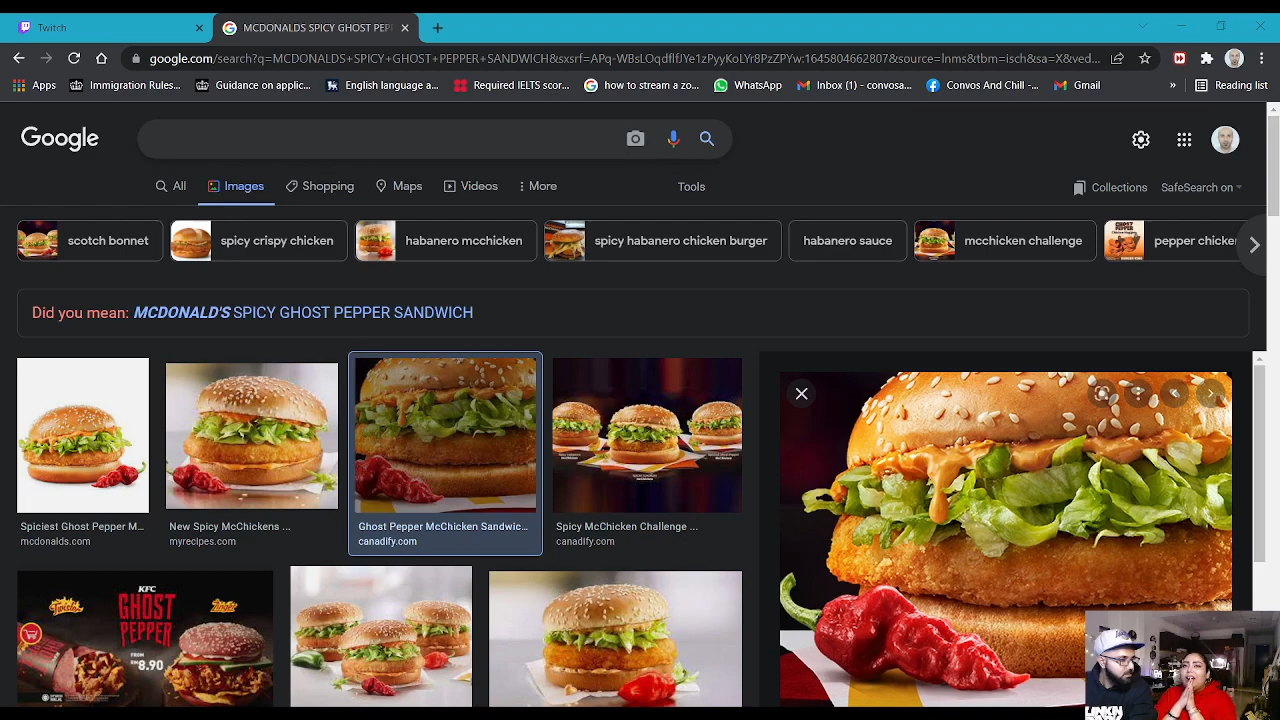 Twitch
MCDONALDS SPICY GHOST PEP
google.com/search?q=MCDONALDS+SPICY+GHOST+PEPPER+SANDWICH&sxsrf=APq-WBsLOqdflfJYe1zPyyKoLYr8PzZPYw:1645804662807&source=lnms&tbm=isch&sa=X&ved...
Apps
Immigration Rules...
Guidance on applic...
English language a...
Required IELTS scor...
how to stream a zo...
WhatsApp
Inbox (1) - convosa...
Convos And Chill -...
Gmail
»
Reading list
Google
All
Images
Shopping
Maps
Videos
More
Tools
Collections
SafeSearch on
scotch bonnet
spicy crispy chicken
habanero mcchicken
spicy habanero chicken burger
habanero sauce
mcchicken challenge
GHOST PEPPER
pepper chicke
Did you mean: MCDONALD'S SPICY GHOST PEPPER SANDWICH
Spiciest Ghost Pepper M...
mcdonalds.com
New Spicy McChickens ...
myrecipes.com
Ghost Pepper McChicken Sandwic...
canadify.com
Spicy McChicken Challenge ...
canadify.com
KFC
GHOST
PEPPER
FROM
RM8.90